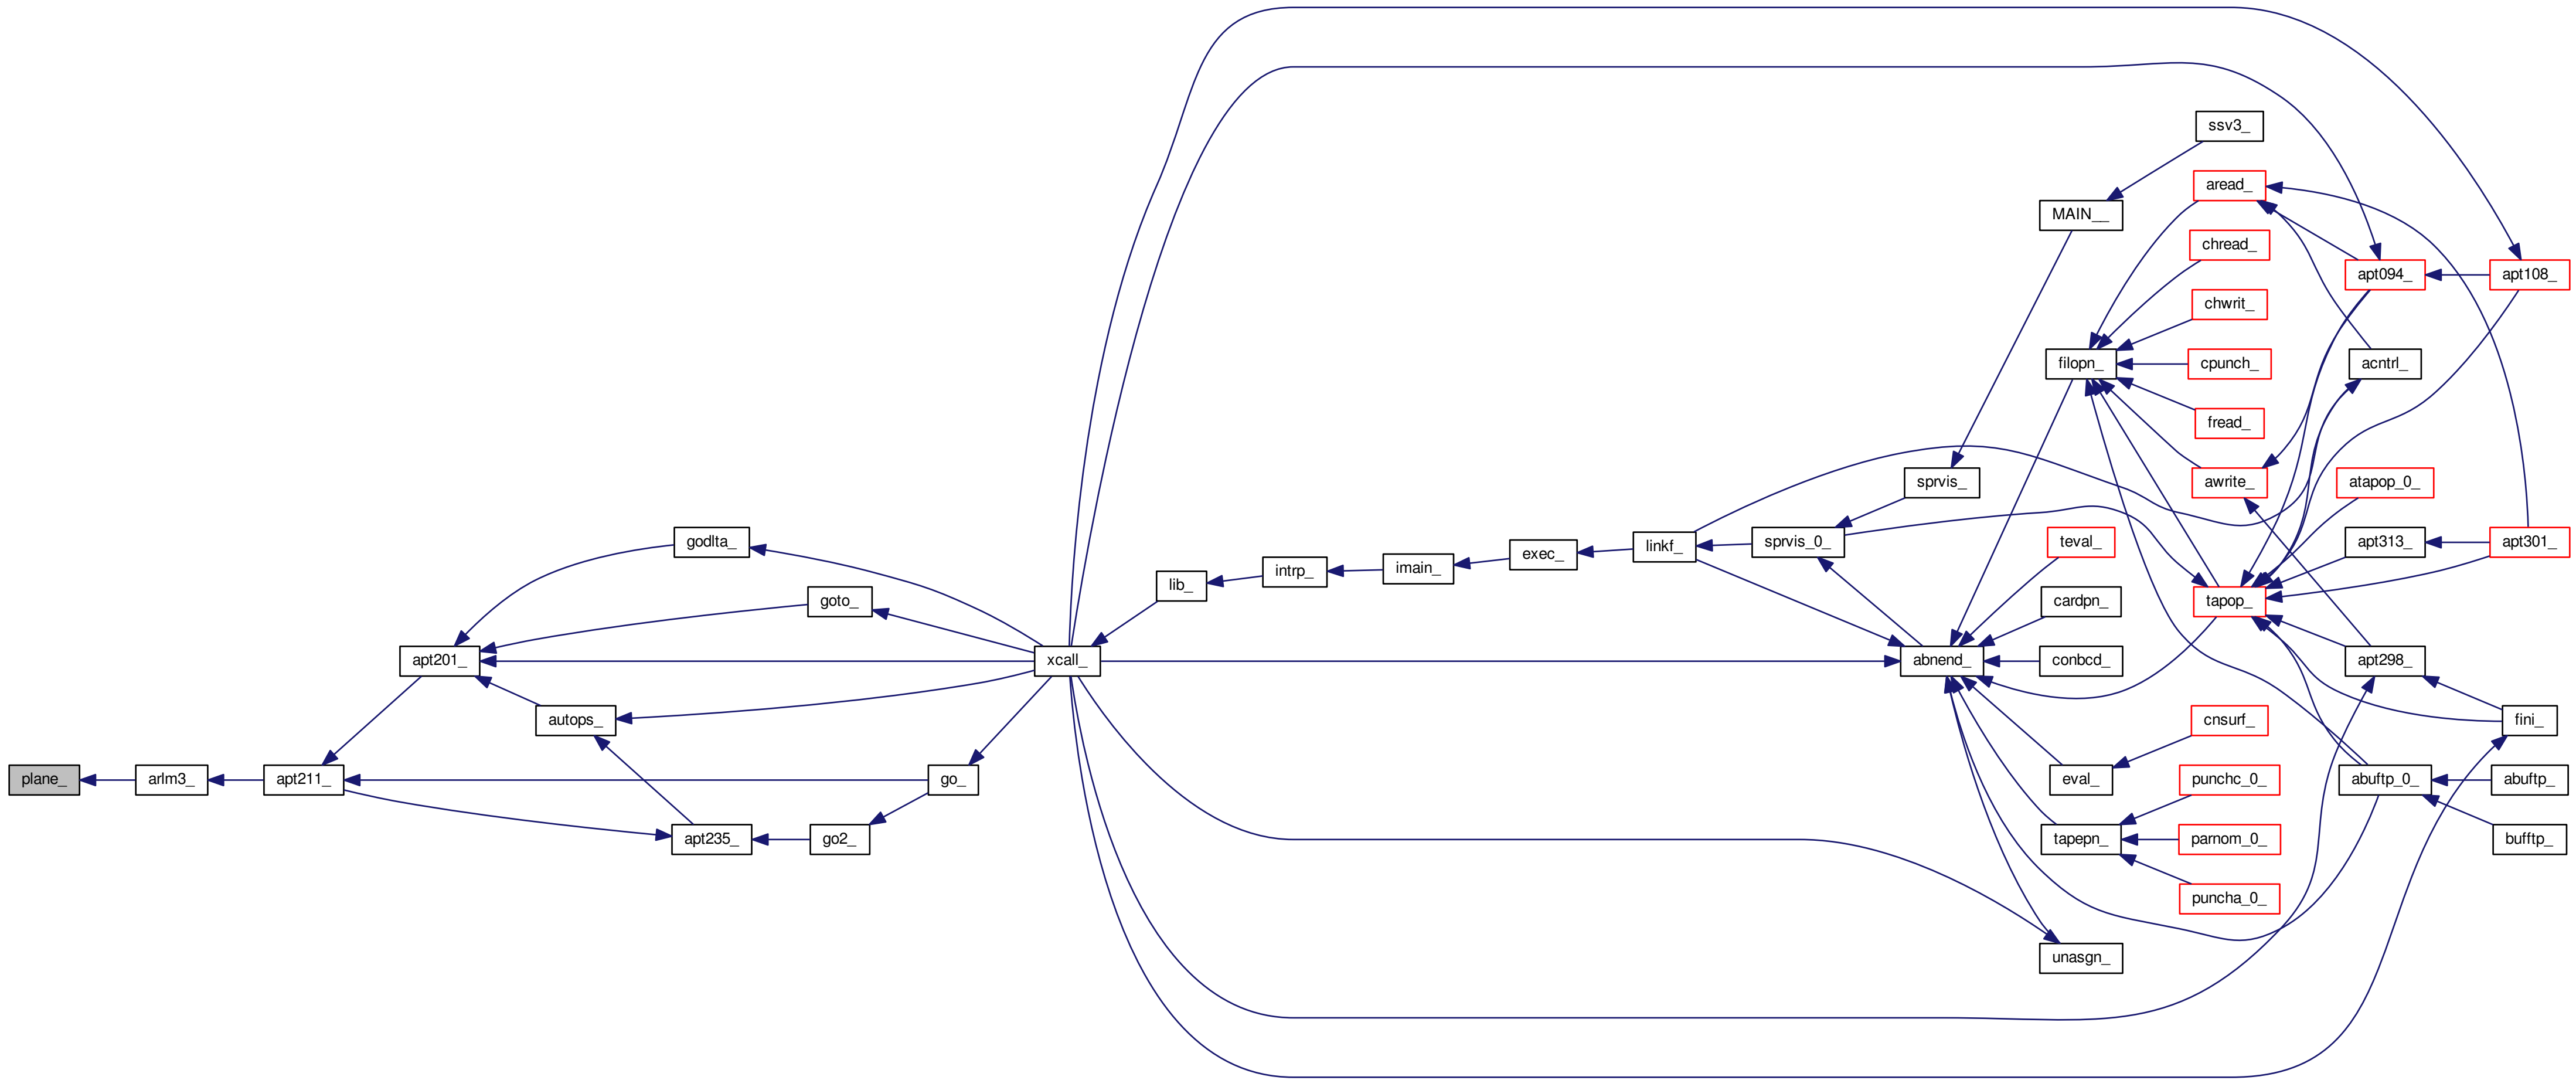 plane_
arlm3_
apt211_
apt201_
autops_
apt235_
godlta_
goto_
go2_
go_
xcall_
lib_
intrp_
imain_
exec_
linkf_
sprvis_0_
sprvis_
MAIN__
ssv3_
abnend_
filopn_
aread_
chread_
chwrit_
cpunch_
fread_
awrite_
tapop_
apt094_
apt108_
acntrl_
atapop_0_
apt313_
apt301_
apt298_
fini_
abuftp_0_
abuftp_
bufftp_
teval_
cardpn_
conbcd_
eval_
cnsurf_
tapepn_
punchc_0_
parnom_0_
puncha_0_
unasgn_